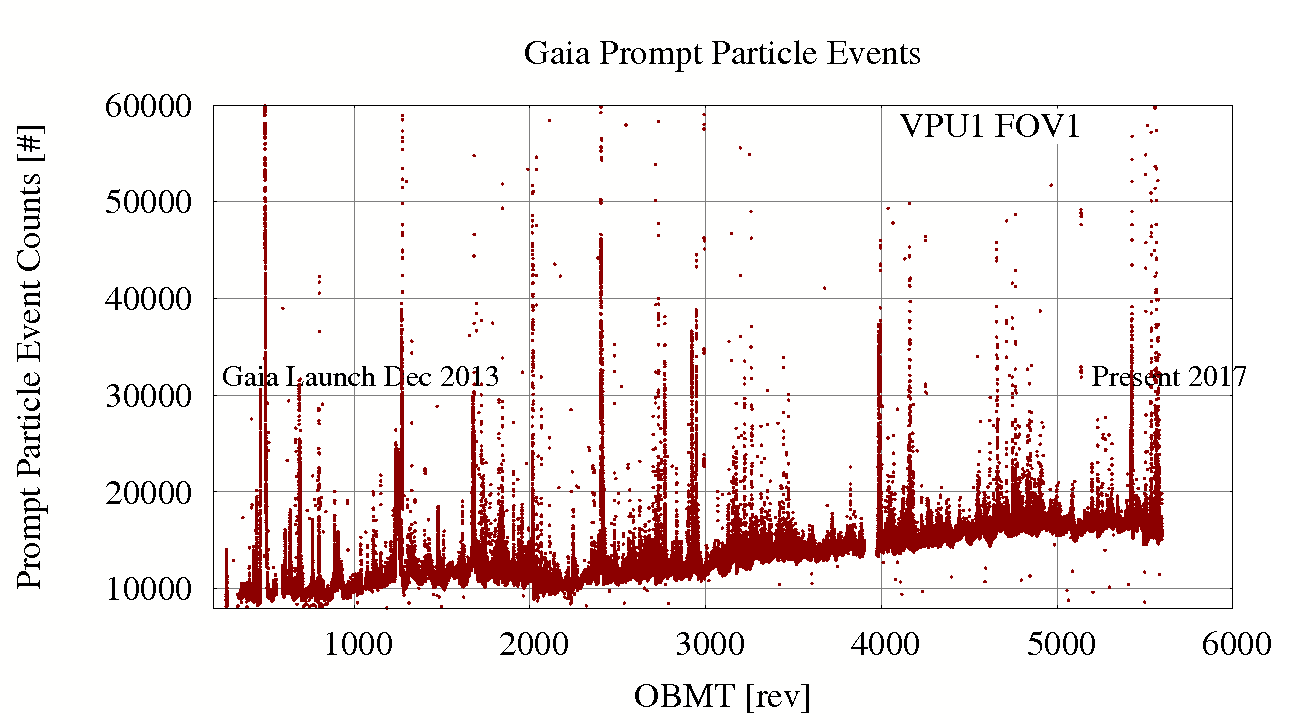 Gaia Prompt Particle Events
Prompt Particle Event Counts [#]
60000
50000
40000
30000
20000
10000
VPU1 FOV1
Gaia Launch Dec 2013
Present 2017
1000
2000
3000
4000
5000
6000
OBMT [rev]